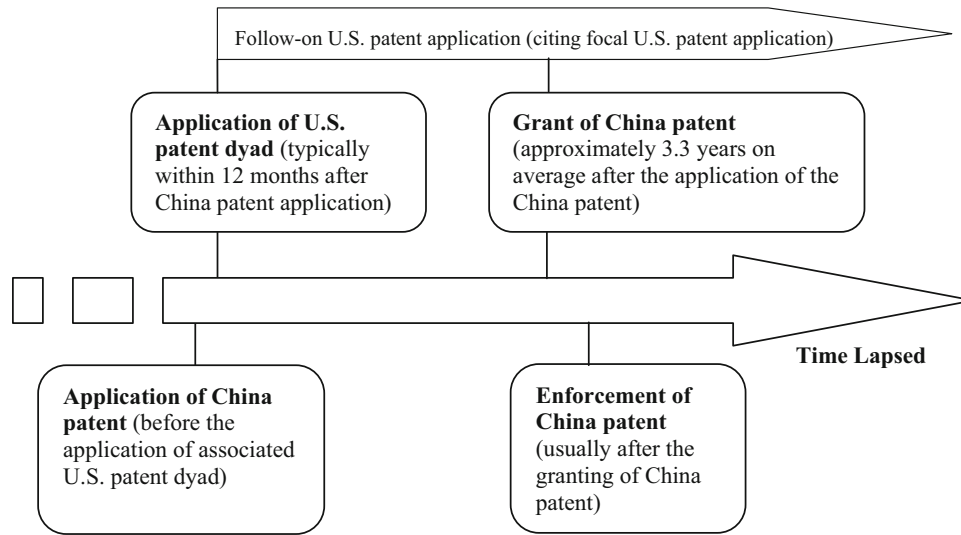 Follow-on U.S. patent application (citing focal U.S. patent application)
Application of U.S.
patent dyad (typically
within 12 months after
China patent application)
Grant of China patent
(approximately 3.3 years on
average after the application of the
China patent)
Time Lapsed
Application of China
patent (before the
application of associated
U.S. patent dyad)
Enforcement of
China patent
(usually after the
granting of China
patent)